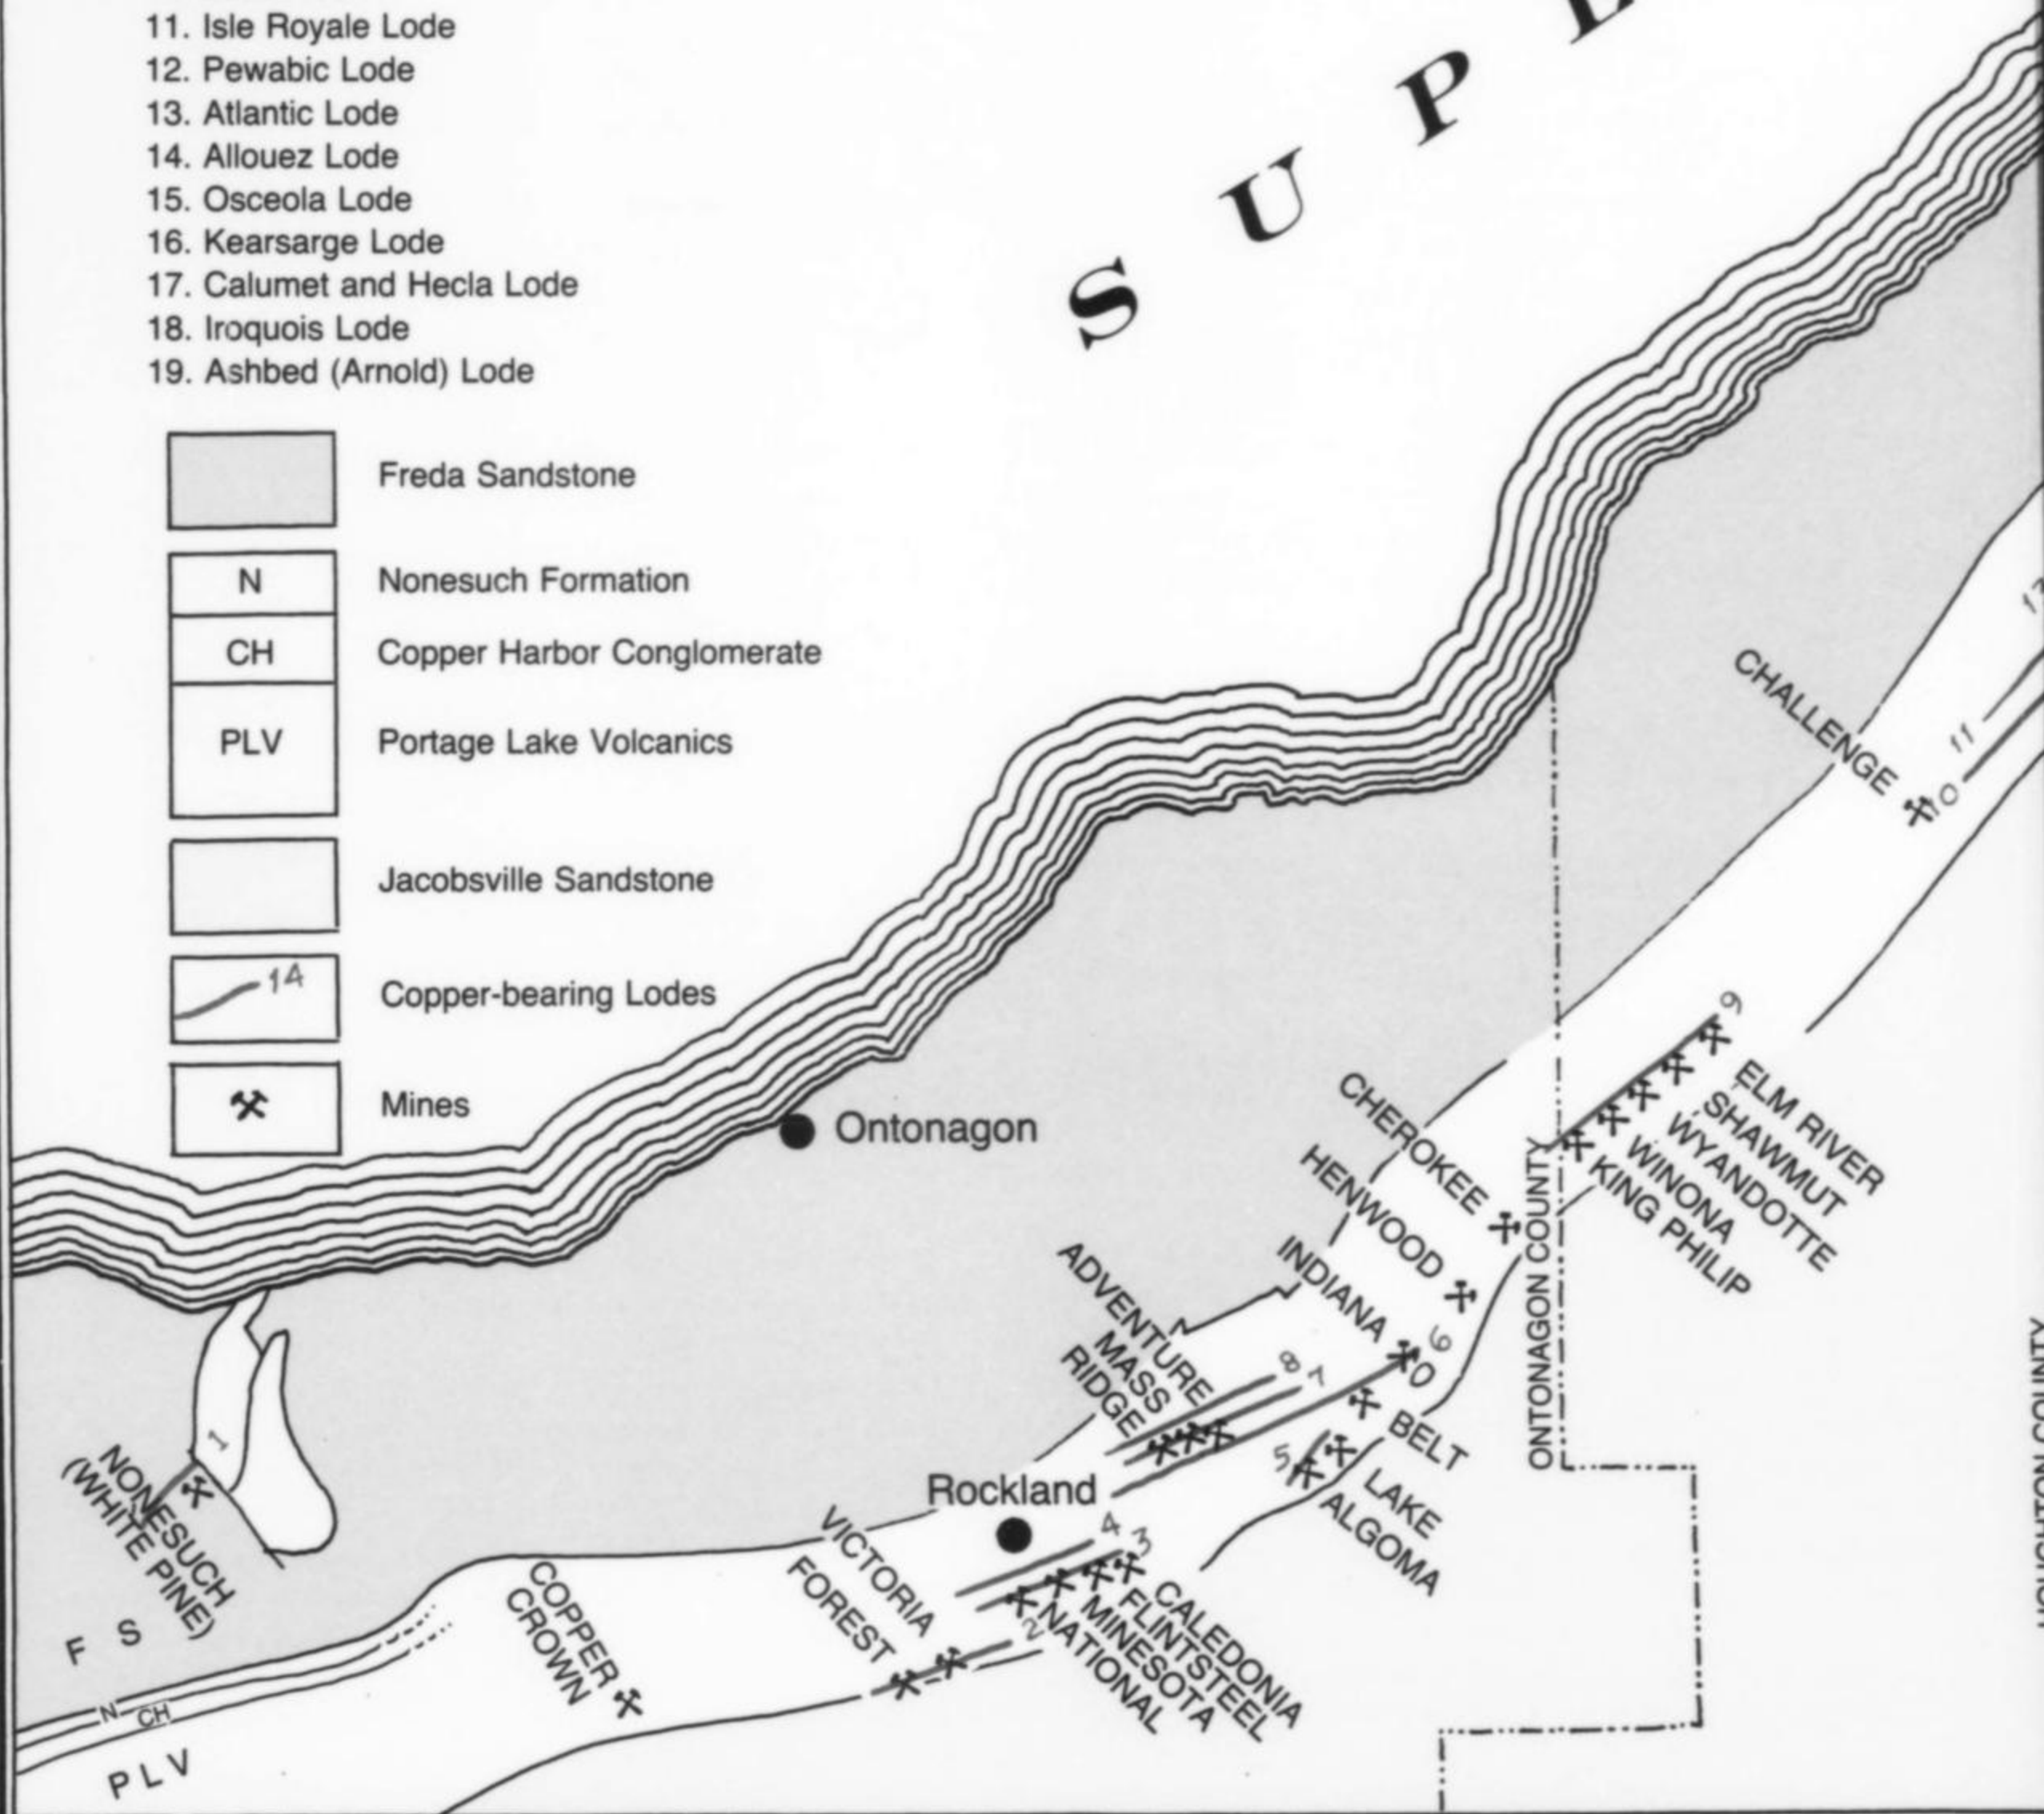 11. Isle Royale Lode
12. Pewabic Lode
13. Atlantic Lode
14. Allouez Lode
15. Osceola Lode
16. Kearsarge Lode
17. Calumet and Hecla Lode
18. Iroquois Lode
19. Ashbed (Arnold) Lode
Freda Sandstone
N
Nonesuch Formation
CH
Copper Harbor Conglomerate
PLV
Portage Lake Volcanics
Jacobsville Sandstone
14
Copper-bearing Lodes
Mines
S U P
CHALLENGE
11
10
9
ELM RIVER
SHAWMUT
WYANDOTTE
WINONA
KING PHILIP
Ontonagon
CHEROKEE
HENWOOD
INDIANA
ONTONAGON COUNTY
6
ADVENTURE
MASS
RIDGE
8
7
BELT
5
LAKE
ALGOMA
Rockland
4
3
CALEDONIA
FLINTSTEEL
MINESOTA
NATIONAL
VICTORIA
FOREST
2
COPPER
CROWN
1
NONESUCH
(WHITE PINE)
F S
N
CH
PLV